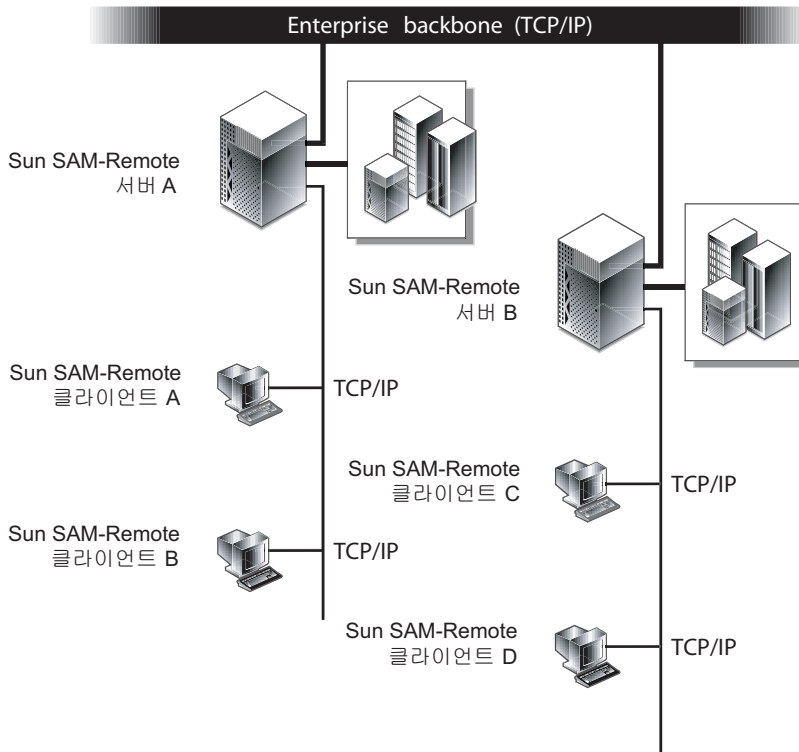 Enterprise backbone (TCP/IP)
Sun SAM-Remote
서버 A
Sun SAM-Remote
서버 B
Sun SAM-Remote
클라이언트 A
TCP/IP
Sun SAM-Remote
클라이언트 C
TCP/IP
Sun SAM-Remote
클라이언트 B
TCP/IP
Sun SAM-Remote
클라이언트 D
TCP/IP